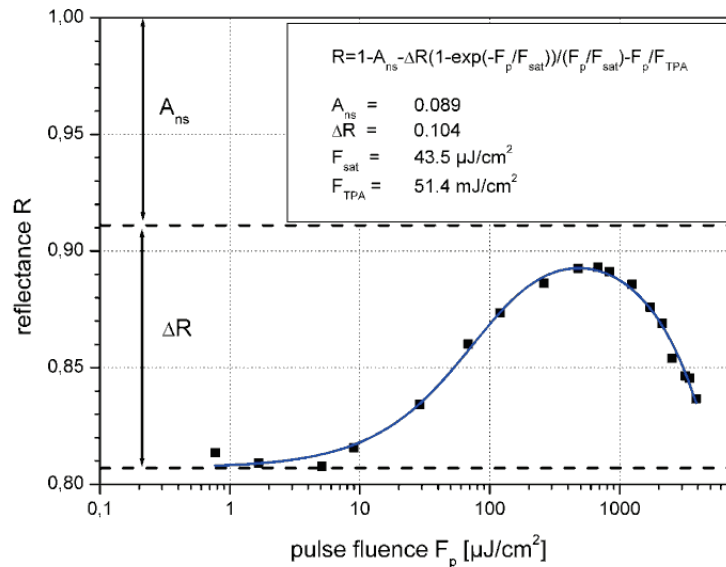 1,00
0,95
0,90
0,85
0,80
reflectance R
A_ns
ΔR
R=1-A_ns-ΔR(1-exp(-F_p/F_sat))/(F_p/F_sat)-F_p/F_TPA
A_ns = 0.089
ΔR = 0.104
F_sat = 43.5 µJ/cm²
F_TPA = 51.4 mJ/cm²
0,1 1 10 100 1000
pulse fluence F_p [µJ/cm²]